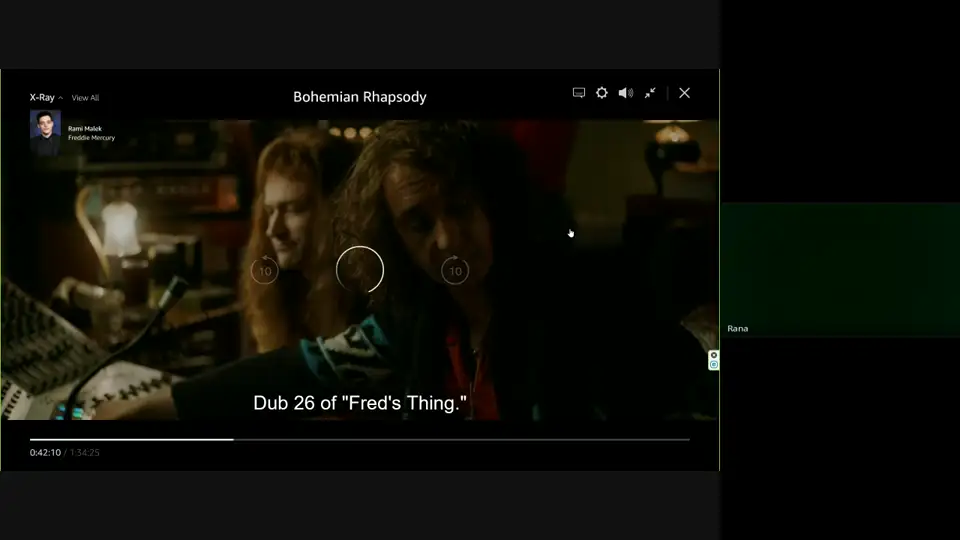 X-Ray View All
Bohemian Rhapsody
Rami Malek
Freddie Mercury
10
10
Rana
Dub 26 of "Fred's Thing."
0:42:10 / 1:34:25